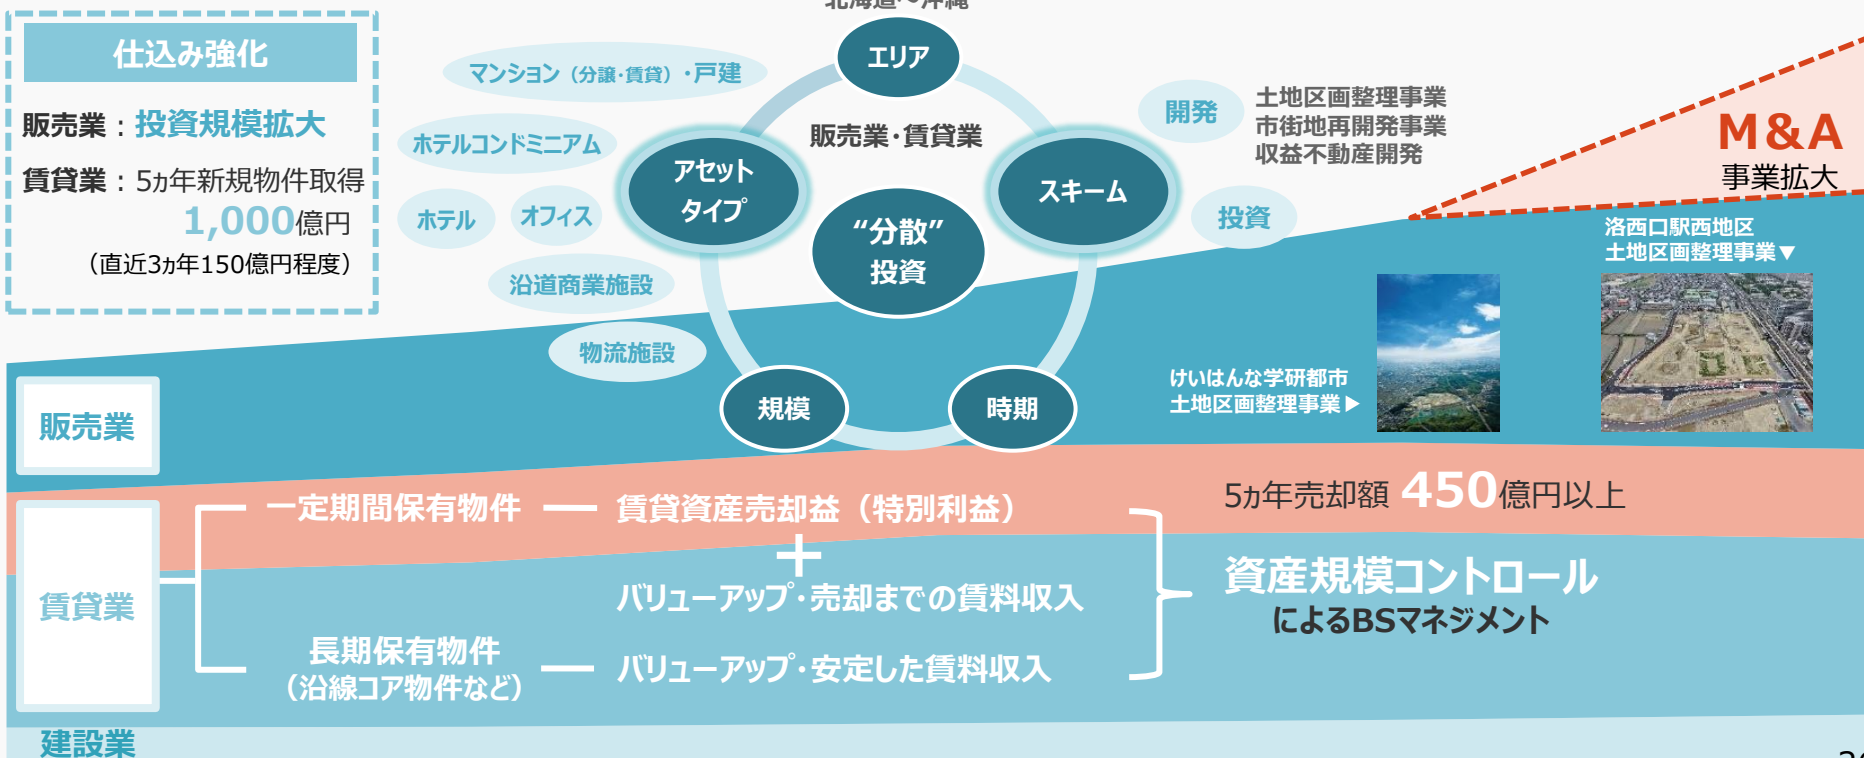 仕込み強化
販売業：投資規模拡大
賃貸業：5ヵ年新規物件取得
1,000億円
（直近3ヵ年150億円程度）
北海道～沖縄
エリア
販売業・賃貸業
アセット
タイプ
スキーム
“分散”
投資
規模
時期
マンション（分譲・賃貸）・戸建
ホテルコンドミニアム
ホテル
オフィス
沿道商業施設
物流施設
開発
土地区画整理事業
市街地再開発事業
収益不動産開発
投資
M&A
事業拡大
洛西口駅西地区
土地区画整理事業▼
けいはんな学研都市
土地区画整理事業▶
販売業
賃貸業
一定期間保有物件
賃貸資産売却益（特別利益）
＋
バリューアップ・売却までの賃料収入
長期保有物件
（沿線コア物件など）
バリューアップ・安定した賃料収入
5ヵ年売却額 450億円以上
資産規模コントロール
によるBSマネジメント
建設業